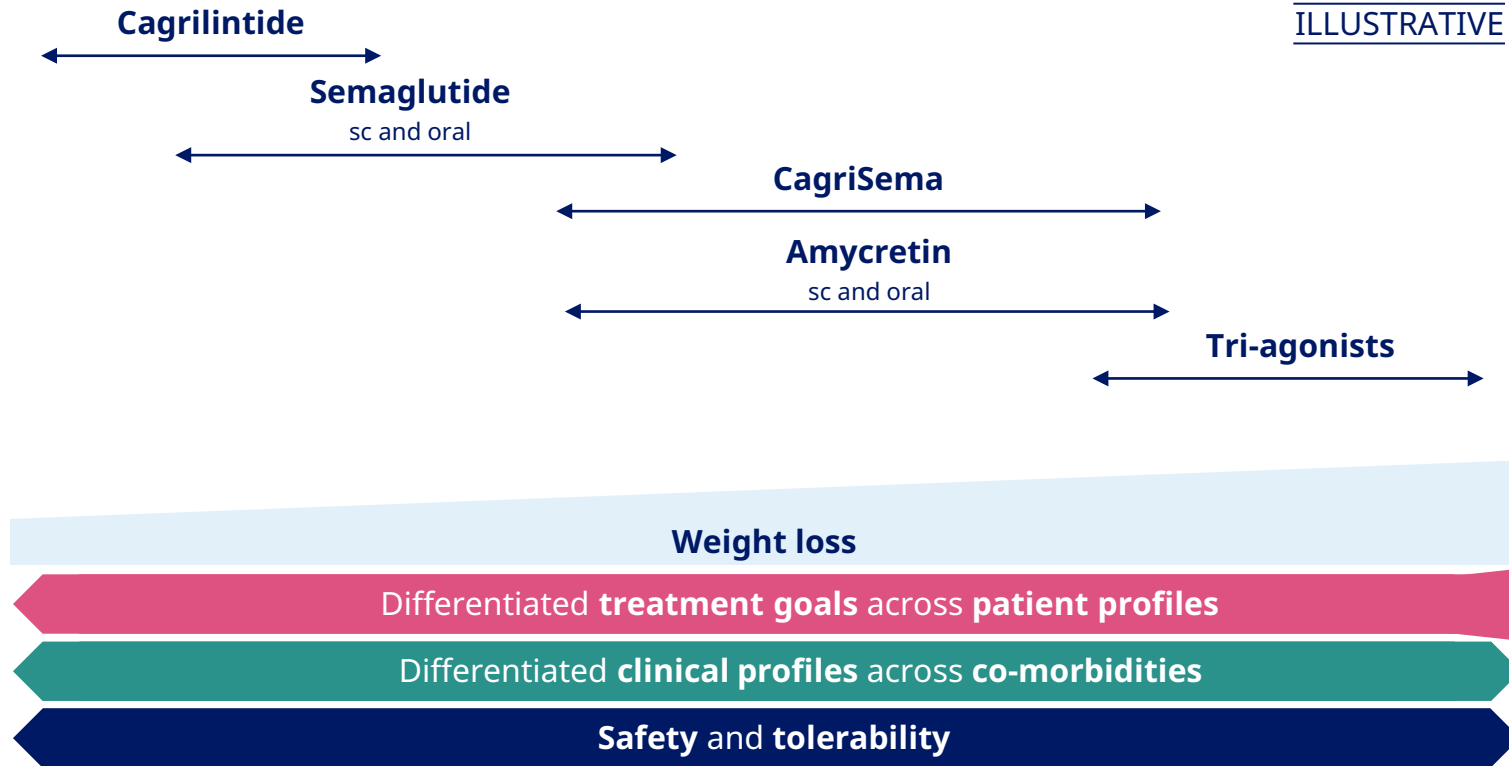 Cagrilintide
ILLUSTRATIVE
Semaglutide
sc and oral
CagriSema
Amycretin
sc and oral
Tri-agonists
Weight loss
Differentiated treatment goals across patient profiles
Differentiated clinical profiles across co-morbidities
Safety and tolerability